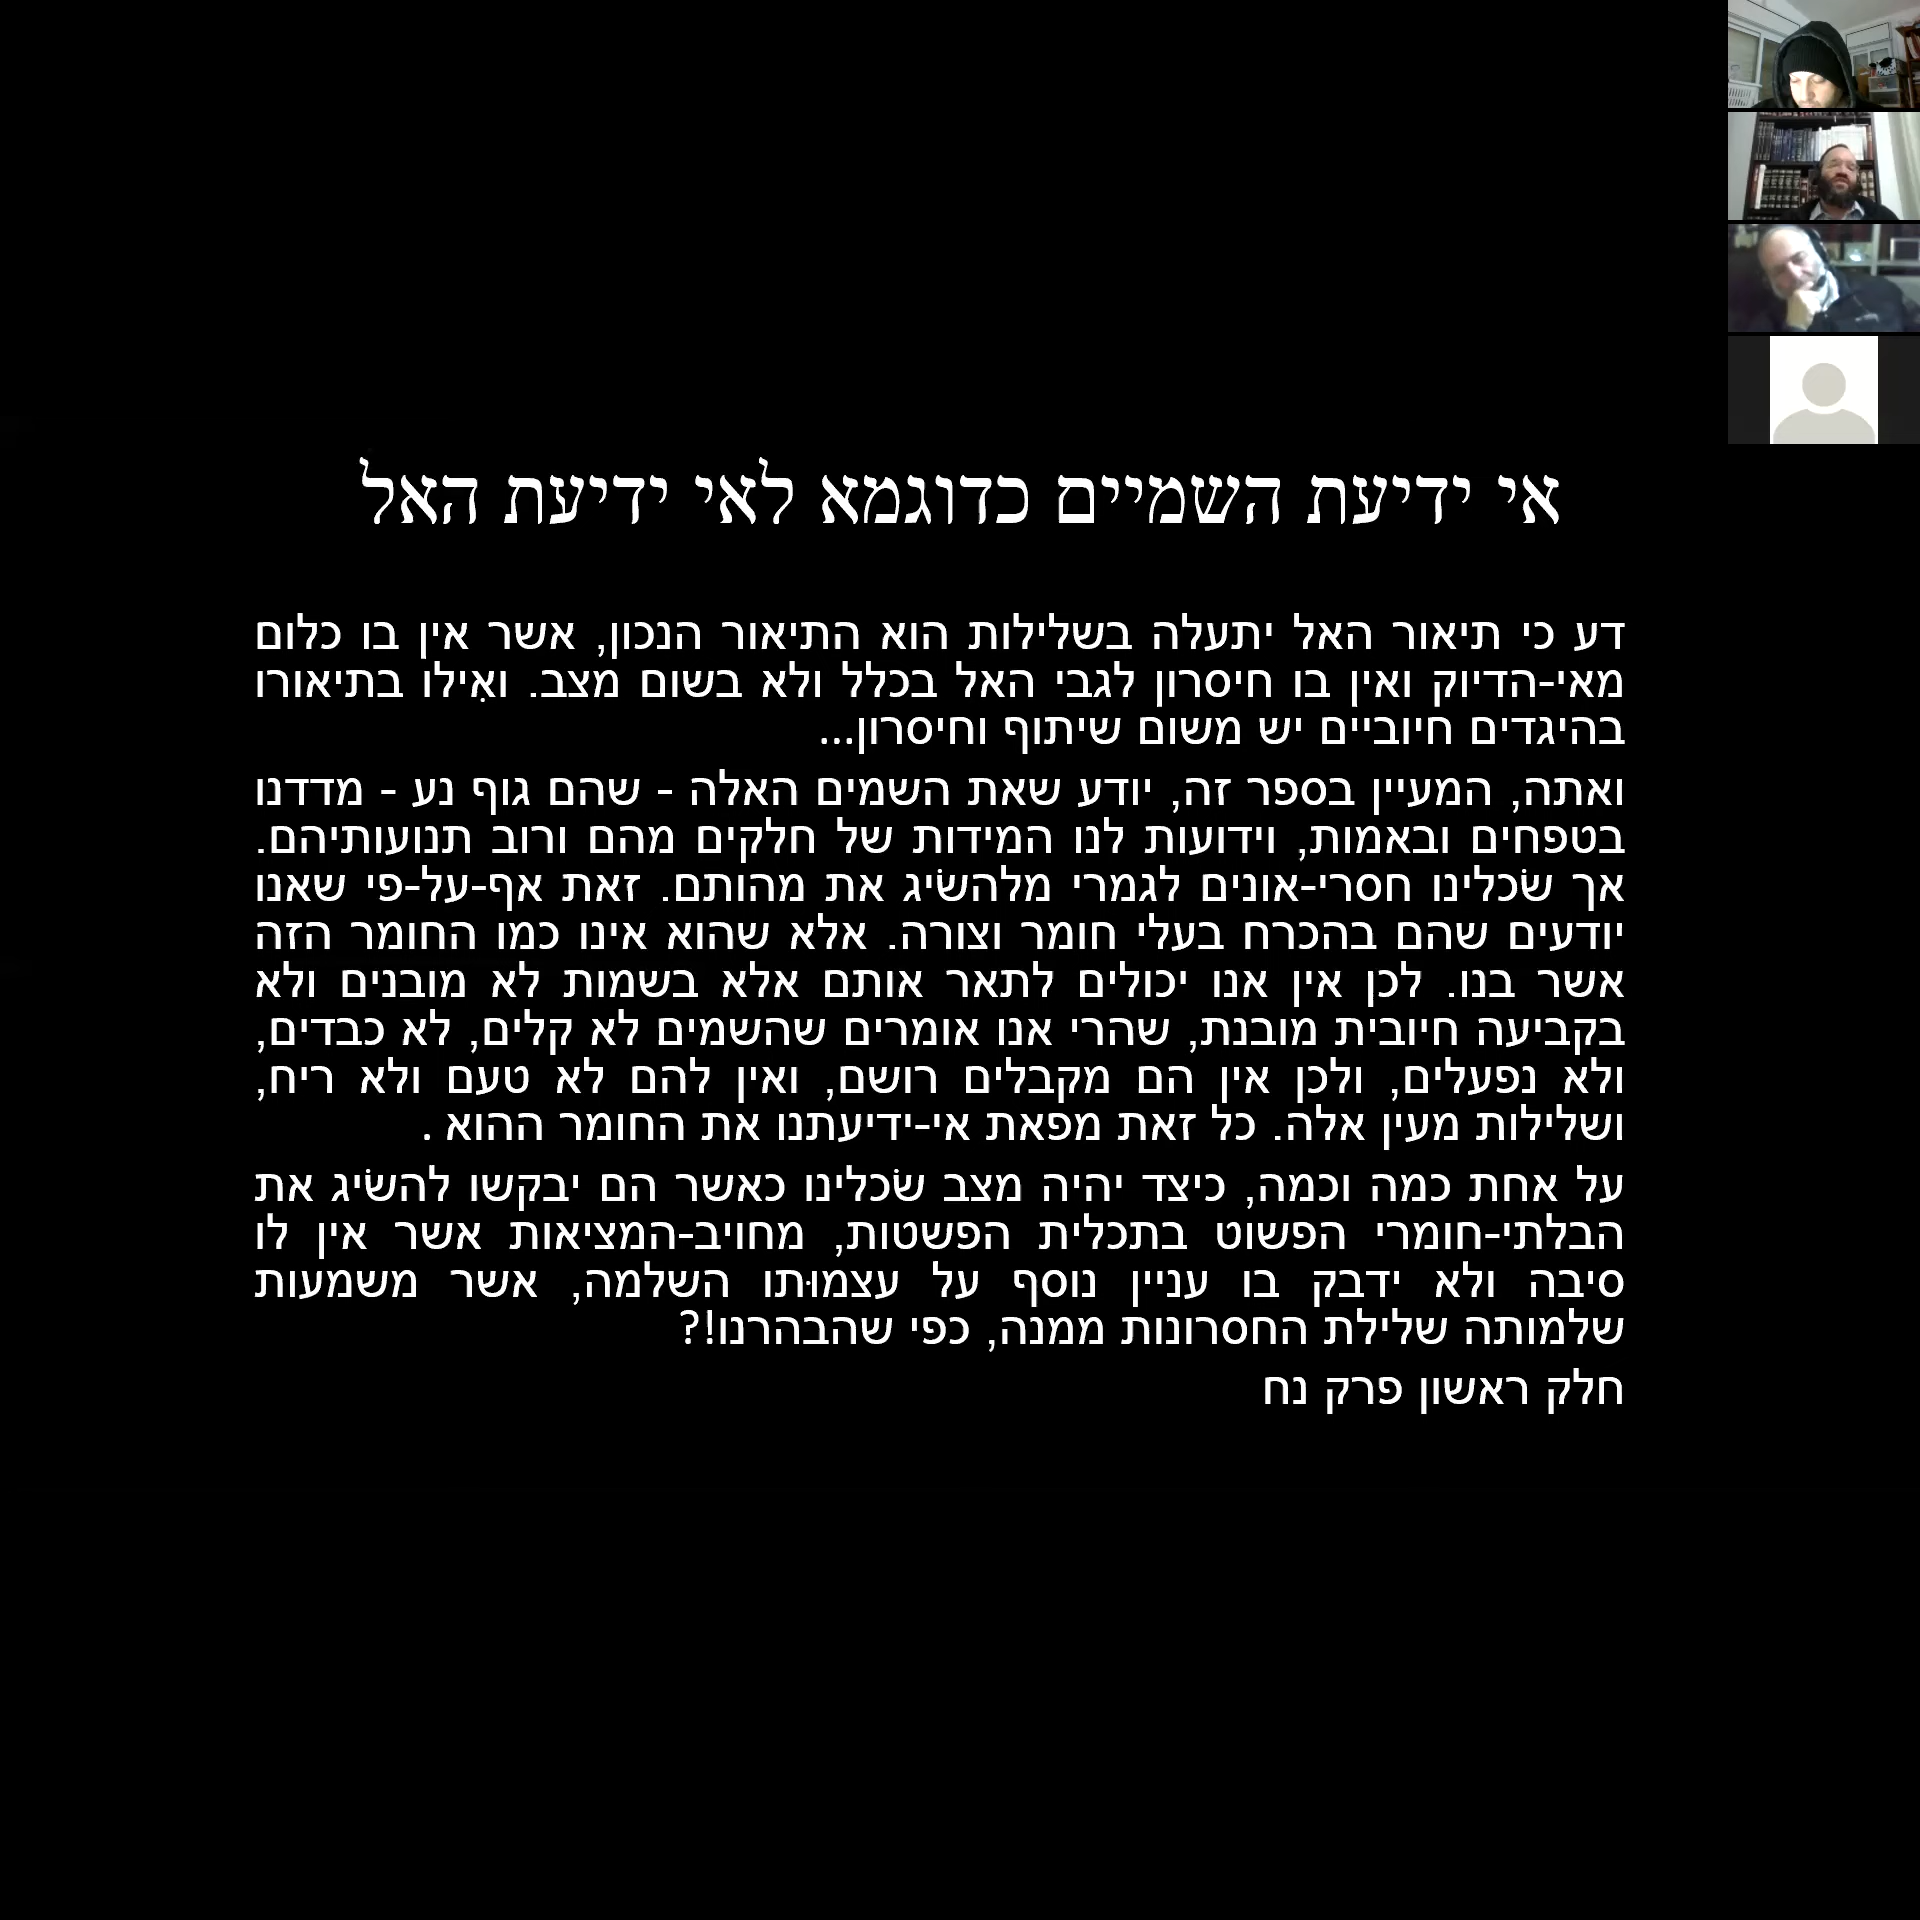 אי ידיעת השמיים כדוגמא לאי ידיעת האל
דע כי תיאור האל יתעלה בשלילות הוא התיאור הנכון, אשר אין בו כלום
מאי-הדיוק ואין בו חיסרון לגבי האל בכלל ולא בשום מצב. ואִילו בתיאורו
בהיגדים חיוביים יש משום שיתוף וחיסרון...
ואתה, המעיין בספר זה, יודע שאת השמים האלה - שהם גוף נע - מדדנו
בטפחים ובאמות, וידועות לנו המידות של חלקים מהם ורוב תנועותיהם.
אך שׂכלינו חסרי-אונים לגמרי מלהשׂיג את מהותם. זאת אף-על-פי שאנו
יודעים שהם בהכרח בעלי חומר וצורה. אלא שהוא אינו כמו החומר הזה
אשר בנו. לכן אין אנו יכולים לתאר אותם אלא בשמות לא מובנים ולא
בקביעה חיובית מובנת, שהרי אנו אומרים שהשמים לא קלים, לא כבדים,
ולא נפעלים, ולכן אין הם מקבלים רושם, ואין להם לא טעם ולא ריח,
ושלילות מעין אלה. כל זאת מפאת אי-ידיעתנו את החומר ההוא .
על אחת כמה וכמה, כיצד יהיה מצב שׂכלינו כאשר הם יבקשו להשׂיג את
הבלתי-חומרי הפשוט בתכלית הפשטות, מחויב-המציאות אשר אין לו
סיבה ולא ידבק בו עניין נוסף על עצמוּתו השלמה, אשר משמעות
שלמותה שלילת החסרונות ממנה, כפי שהבהרנו!?
חלק ראשון פרק נח